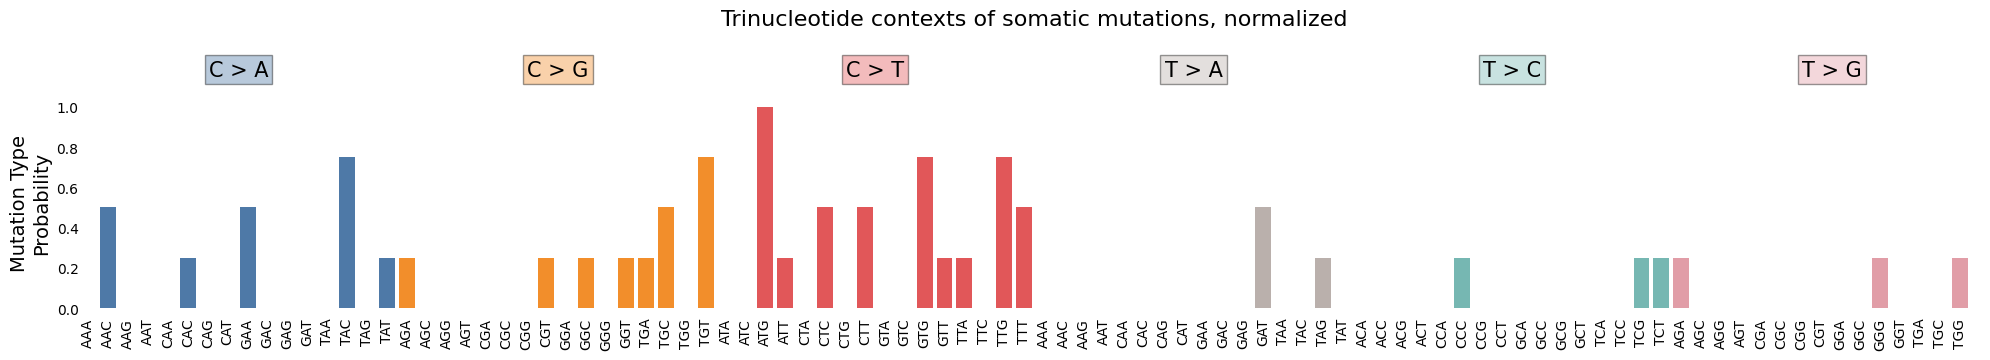 Trinucleotide contexts of somatic mutations, normalized
C > A C > G C > T T > A T > C T > G
Mutation Type
Probability
1.0
0.8
0.6
0.4
0.2
0.0
AAA AAC AAG AAT CAA CAC CAG CAT GAA GAC GAG GAT TAA TAC TAG TAT AGA AGC AGG AGT CGA CGC CGG CGT GGA GGC GGG GGT TGA TGC TGG TGT ATA ATC ATG ATT CTA CTC CTG CTT GTA GTC GTG GTT TTA TTC TTG TTT AAA AAC AAG AAT CAA CAC CAG CAT GAA GAC GAG GAT TAA TAC TAG TAT ACA ACC ACG ACT CCA CCC CCG CCT GCA GCC GCG GCT TCA TCC TCG TCT AGA AGC AGG AGT CGA CGC CGG CGT GGA GGC GGG GGT TGA TGC TGG